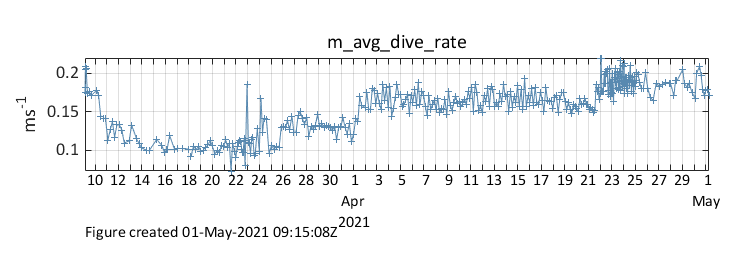 m_avg_dive_rate
ms-1
0.2
0.15
0.1
10 12 14 16 18 20 22 24 26 28 30 1 3 5 7 9 11 13 15 17 19 21 23 25 27 29 1
Apr May
2021
Figure created 01-May-2021 09:15:08Z